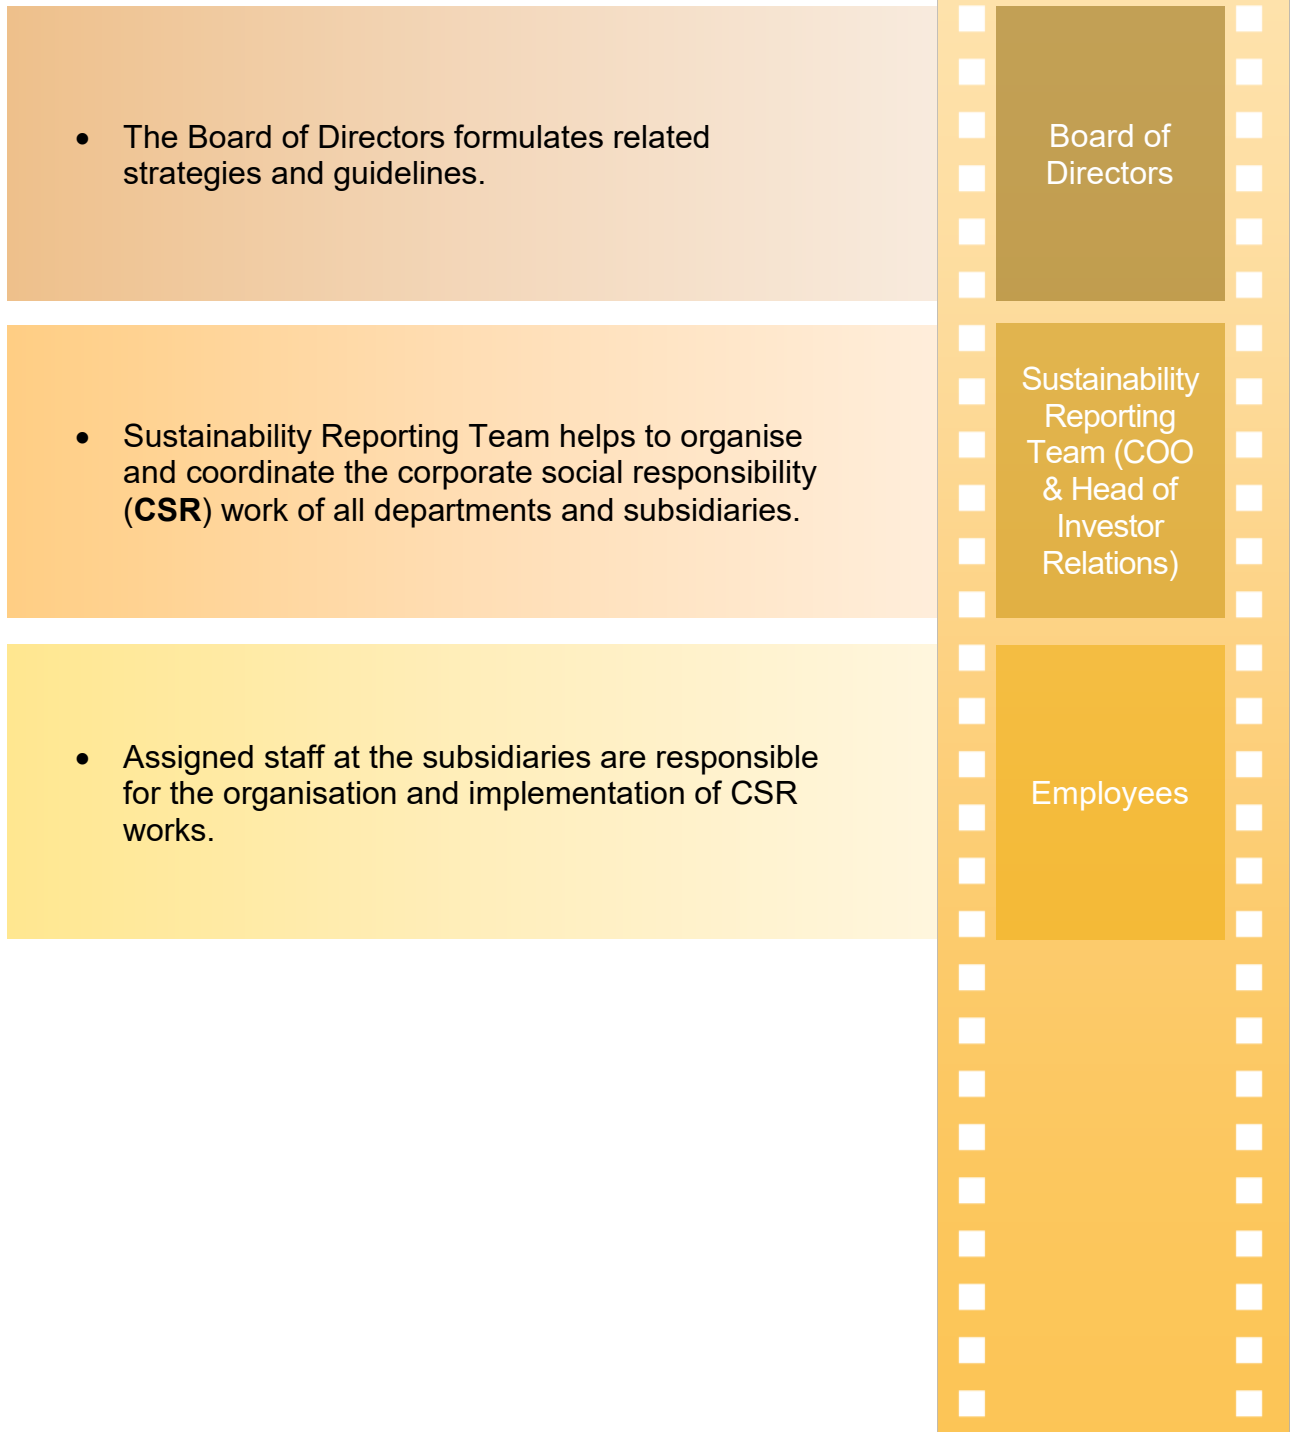 • The Board of Directors formulates related
strategies and guidelines.
Board of
Directors
• Sustainability Reporting Team helps to organise
and coordinate the corporate social responsibility
(CSR) work of all departments and subsidiaries.
Sustainability
Reporting
Team (COO
& Head of
Investor
Relations)
• Assigned staff at the subsidiaries are responsible
for the organisation and implementation of CSR
works.
Employees